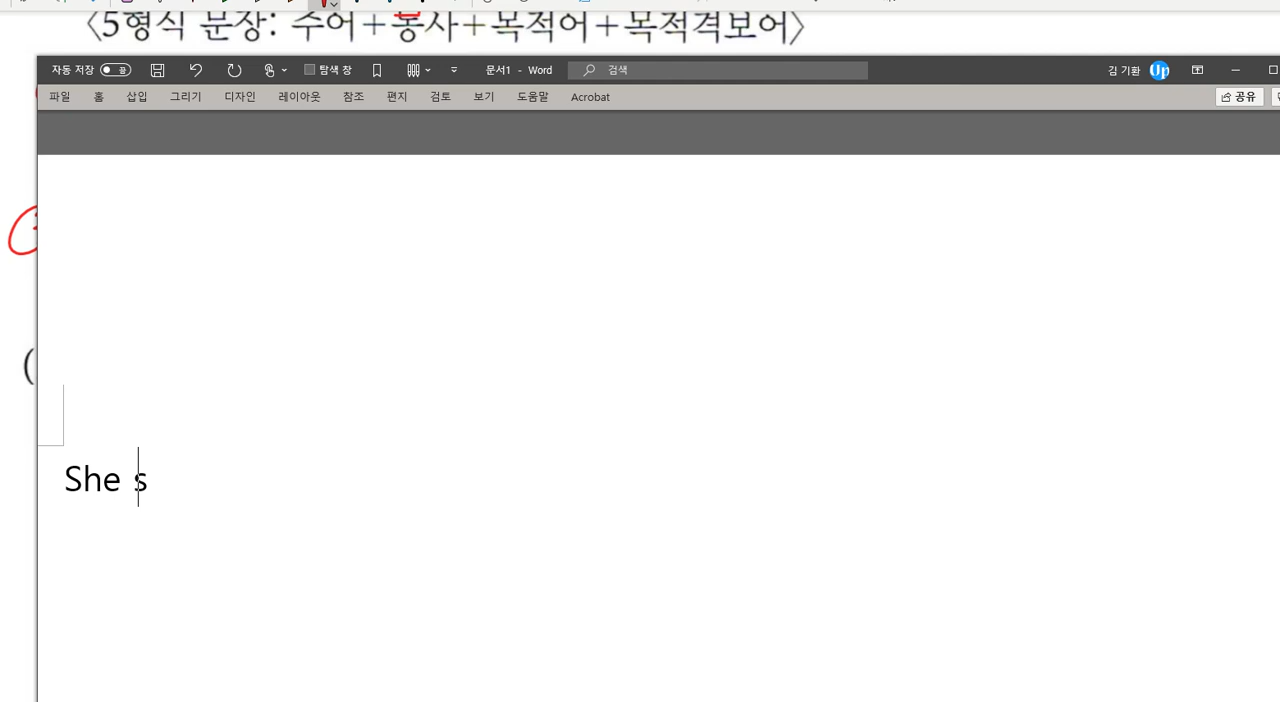 〈5형식 문장: 주어+동사+목적어+목적격보어〉
자동 저장 끔 탐색 창 문서1 - Word 검색 김 기환 Up
파일 홈 삽입 그리기 디자인 레이아웃 참조 편지 검토 보기 도움말 Acrobat 공유
(
She s